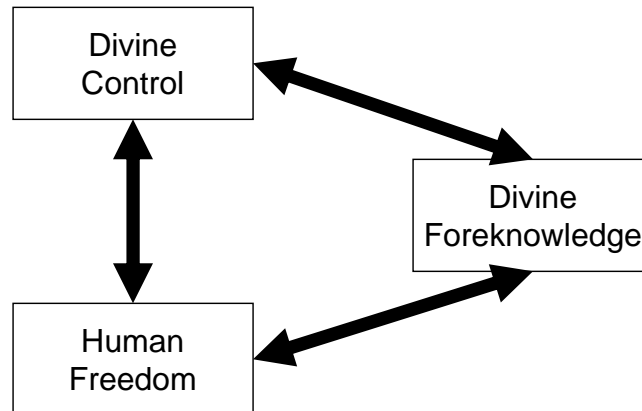 Divine
Control
Divine
Foreknowledge
Human
Freedom